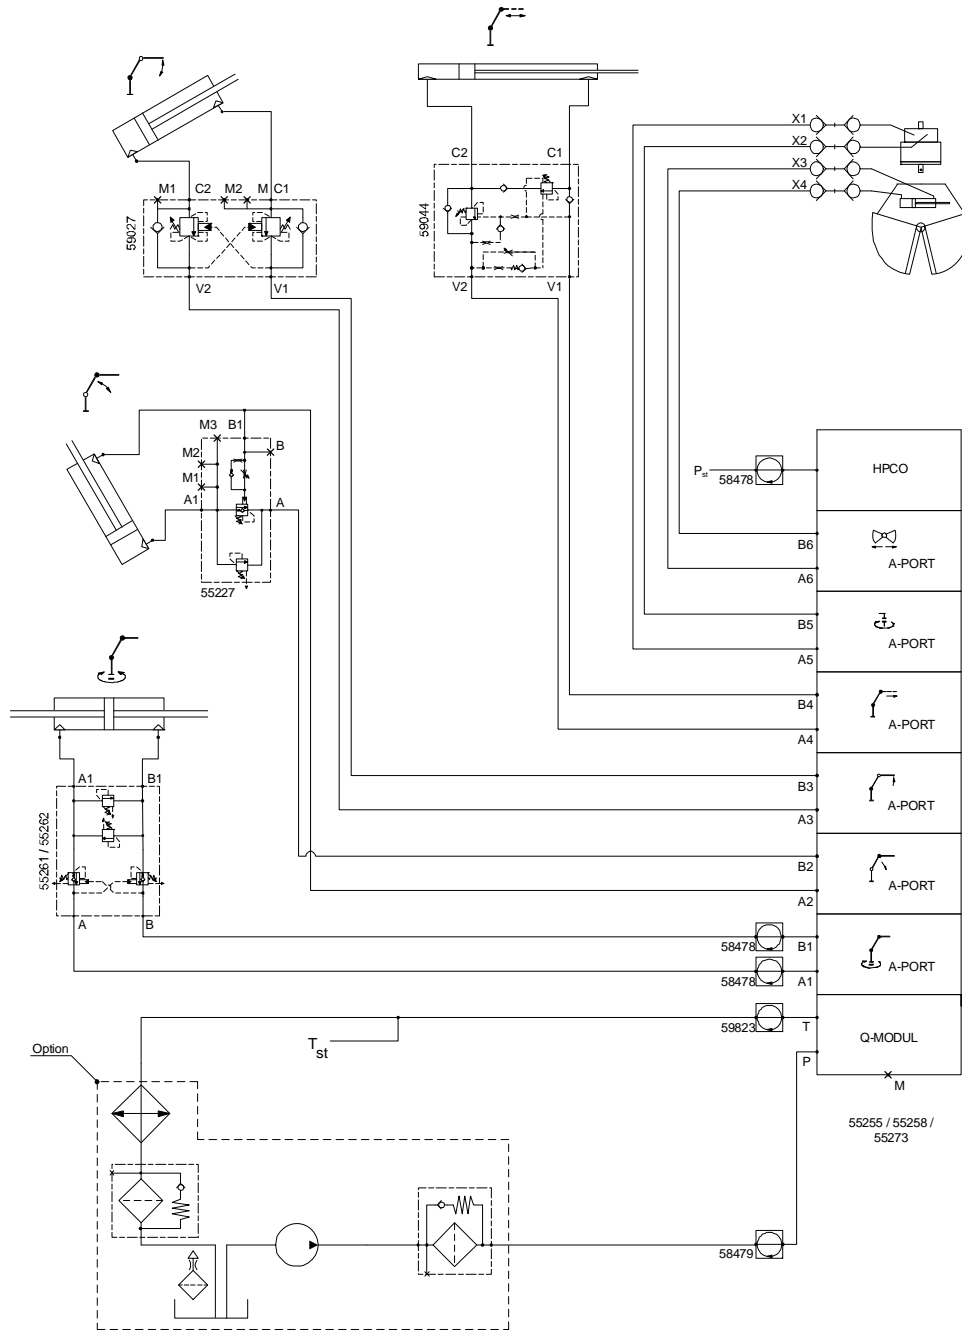 X1
X2
X3
X4
C2
C1
M1
C2
M2
M
C1
59027
59044
V2
V1
V2
V1
M3
B1
B
M2
M1
A1
A
55227
P st
58478
HPCO
B6
A-PORT
A6
B5
A-PORT
A5
B4
A-PORT
A4
B3
A-PORT
A3
B2
A-PORT
A2
A1
B1
55261 / 55262
A
B
58478
B1
A-PORT
58478
A1
59823
T
Q-MODUL
T st
P
Option
M
55255 / 55258 /
55273
58479